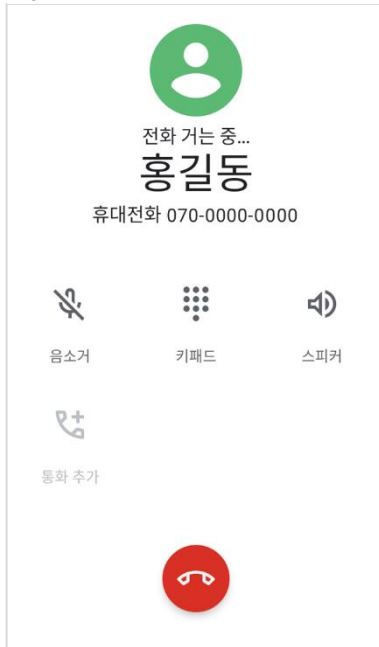 전화 거는 중...
홍길동
휴대전화 070-0000-0000
음소거 키패드 스피커
통화 추가